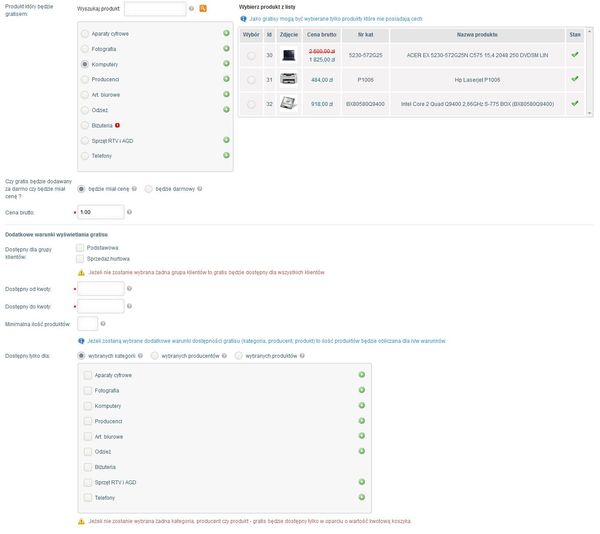 Produkt który będzie gratisem:
Wyszukaj produkt
Aparaty cyfrowe
Fotografia
Komputery
Producenci
Art. biurowe
Odzież
Biżuteria
Sprzęt RTV i AGD
Telefony
Wybierz produkt z listy
Jako gratisy mogą być wybierane tylko produkty które nie posiadają cech
Wybór Id Zdjęcie Cena brutto Nr kat Nazwa produktu Stan
30 2 500,00 zł 1 825,00 zł 5230-572G25 ACER EX 5230-572G25N C575 15,4 2048 250 DVDSM LIN
31 484,00 zł P1006 Hp Laserjet P1006
32 918,00 zł BX80580Q9400 Intel Core 2 Quad Q9400 2,66GHz S-775 BOX (BX80580Q9400)
Czy gratis będzie dodawany za darmo czy będzie miał cenę ?
będzie miał cenę
będzie darmowy
Cena brutto:
1.00
Dodatkowe warunki wyświetlania gratisu
Dostępny dla grupy klientów:
Podstawowa
Sprzedaż hurtowa
Jeżeli nie zostanie wybrana żadna grupa klientów to gratis będzie dostępny dla wszystkich klientów
Dostępny od kwoty:
Dostępny do kwoty:
Minimalna ilość produktów:
Jeżeli zostaną wybrane dodatkowe warunki dostępności gratisu (kategoria, producent, produkt) to ilość produktów będzie obliczana dla n/w warunnów.
Dostępny tylko dla:
wybranych kategorii
wybranych producentów
wybranych produktów
Aparaty cyfrowe
Fotografia
Komputery
Producenci
Art. biurowe
Odzież
Biżuteria
Sprzęt RTV i AGD
Telefony
Jeżeli nie zostanie wybrana żadna kategoria, producent czy produkt - gratis będzie dostępny tylko w oparciu o wartość kwotową koszyka.